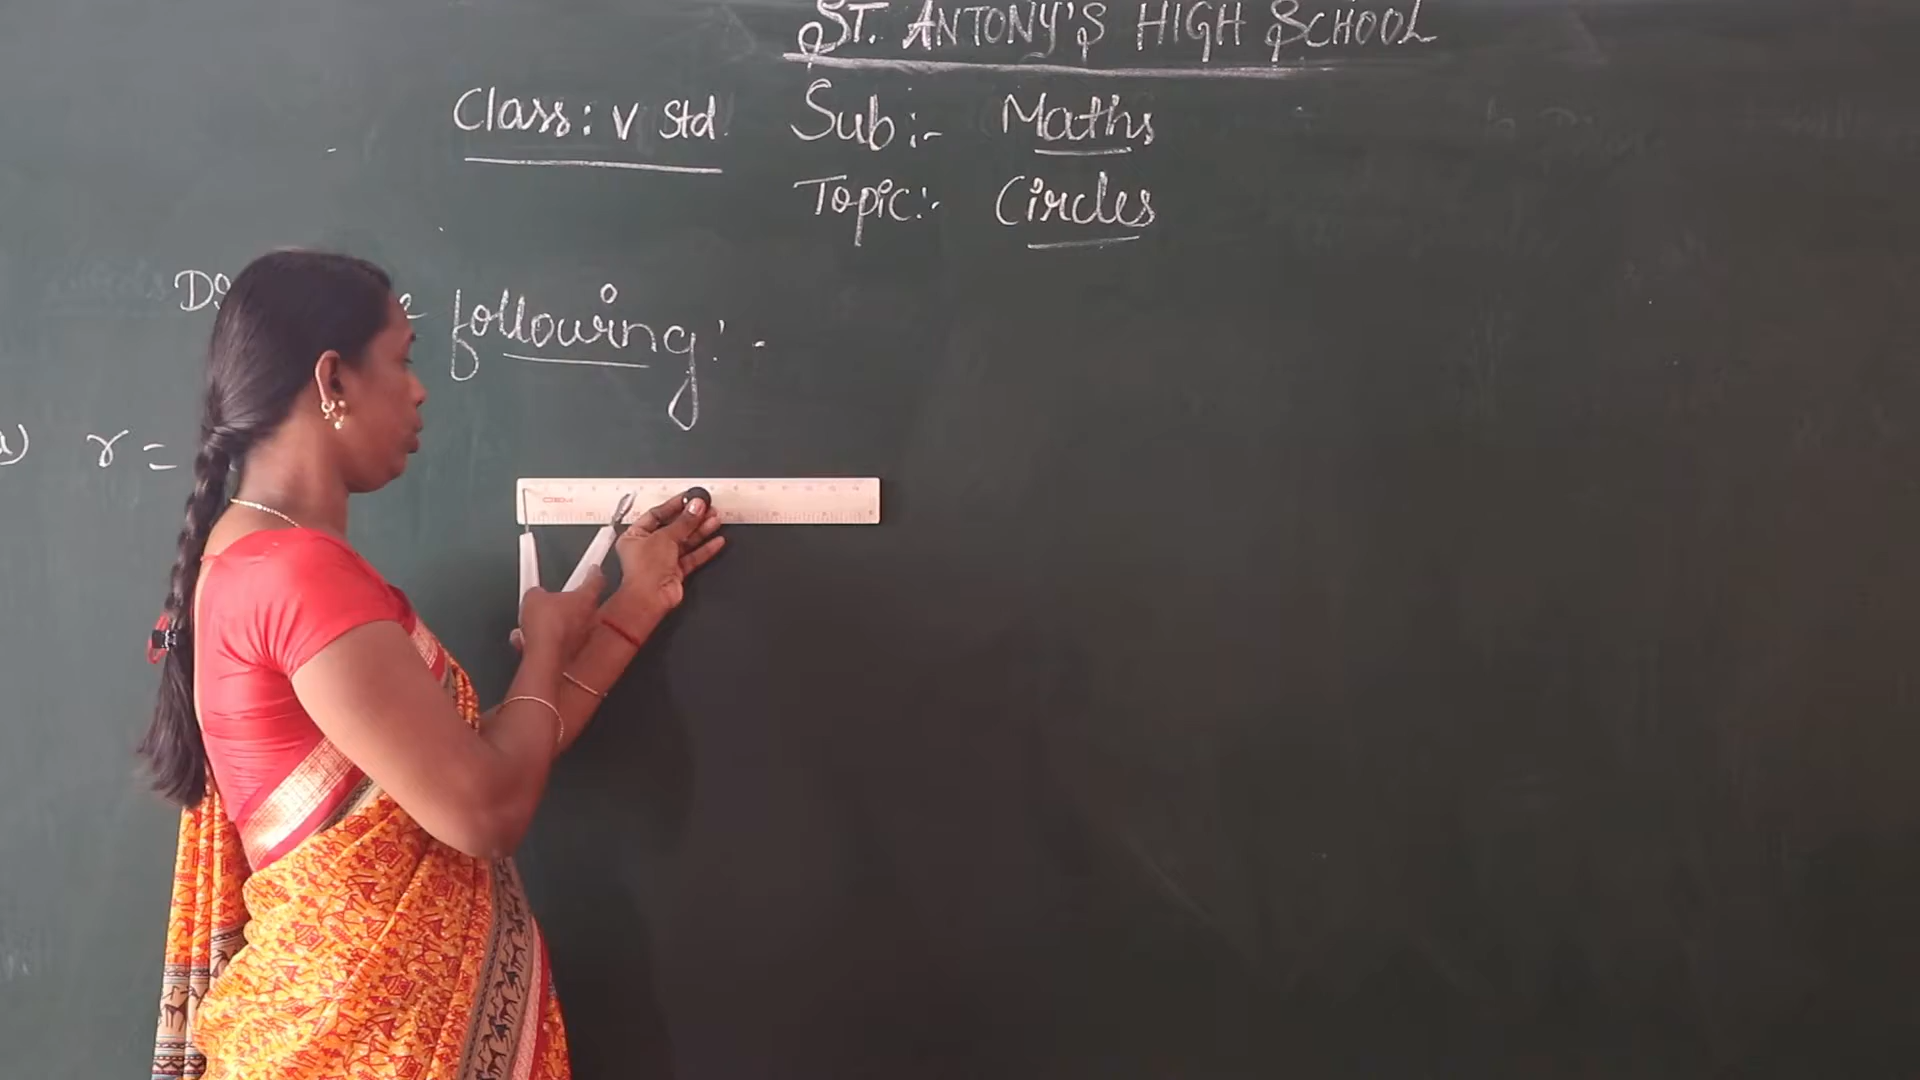 ST. ANTONY'S HIGH SCHOOL
Class: V Std. Sub:- Maths
Topic:- Circles
following:-
a) r =